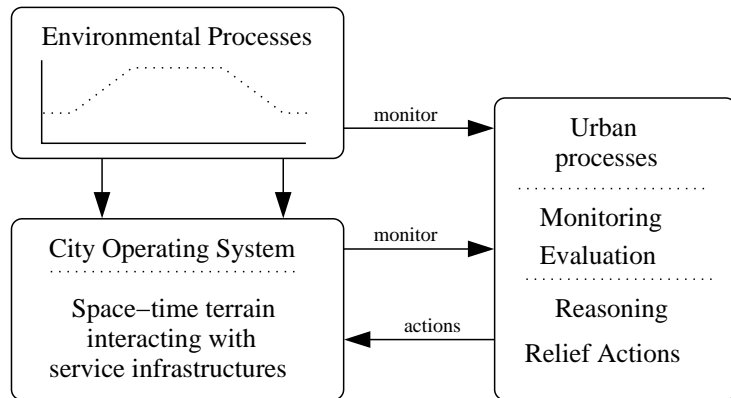 Environmental Processes
monitor
City Operating System
Space−time terrain
interacting with
service infrastructures
monitor
actions
Urban
processes
Monitoring
Evaluation
Reasoning
Relief Actions